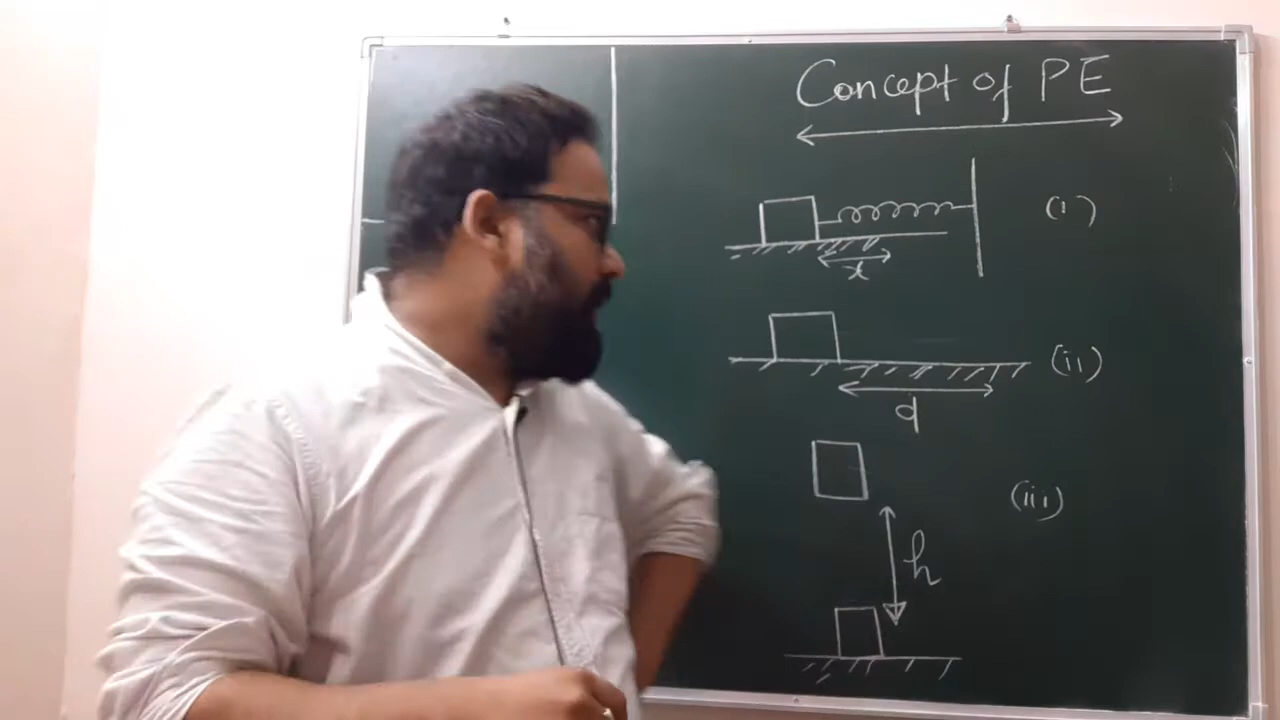 Concept of PE
(i)
x
(ii)
d
(iii)
h